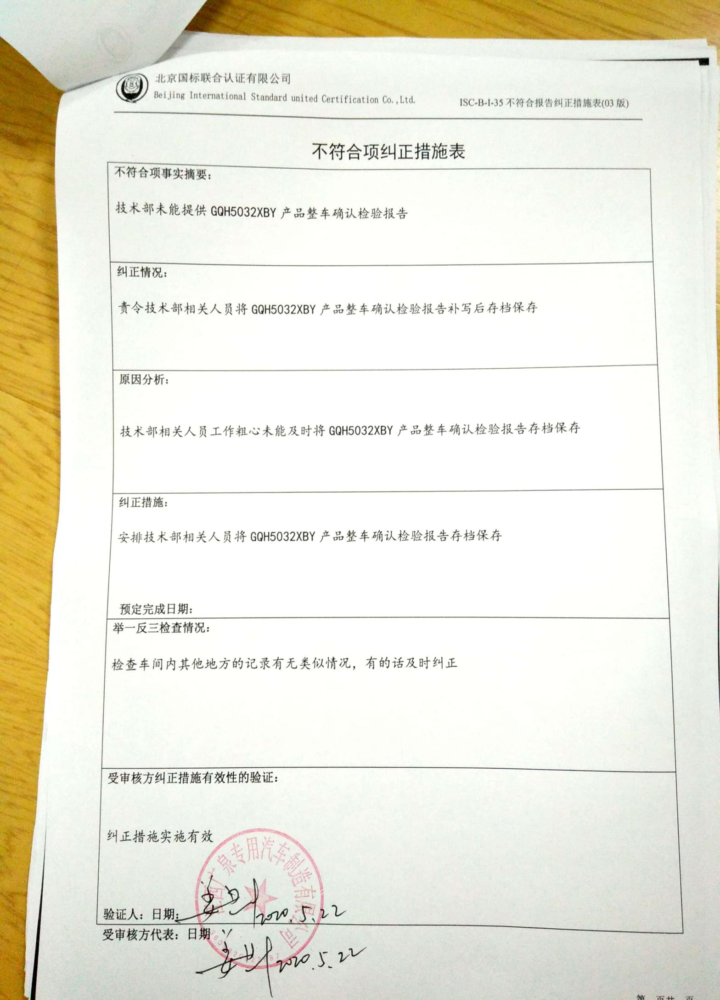 北京国标联合认证有限公司
Beijing International Standard united Certification Co.,Ltd.
ISC-B-I-35 不符合报告纠正措施表(03 版)
不符合项纠正措施表
不符合项事实摘要：
技术部未能提供 GQH5032XBY 产品整车确认检验报告
纠正情况：
责令技术部相关人员将 GQH5032XBY 产品整车确认检验报告补写后存档保存
原因分析：
技术部相关人员工作粗心未能及时将 GQH5032XBY 产品整车确认检验报告存档保存
纠正措施：
安排技术部相关人员将 GQH5032XBY 产品整车确认检验报告存档保存
预定完成日期：
举一反三检查情况：
检查车间内其他地方的记录有无类似情况，有的话及时纠正
受审核方纠正措施有效性的验证：
纠正措施实施有效
西广泉专用汽车制造有限公司
验证人：日期： 2020.5.22
受审核方代表：日期
2020.5.22
第 页共 页